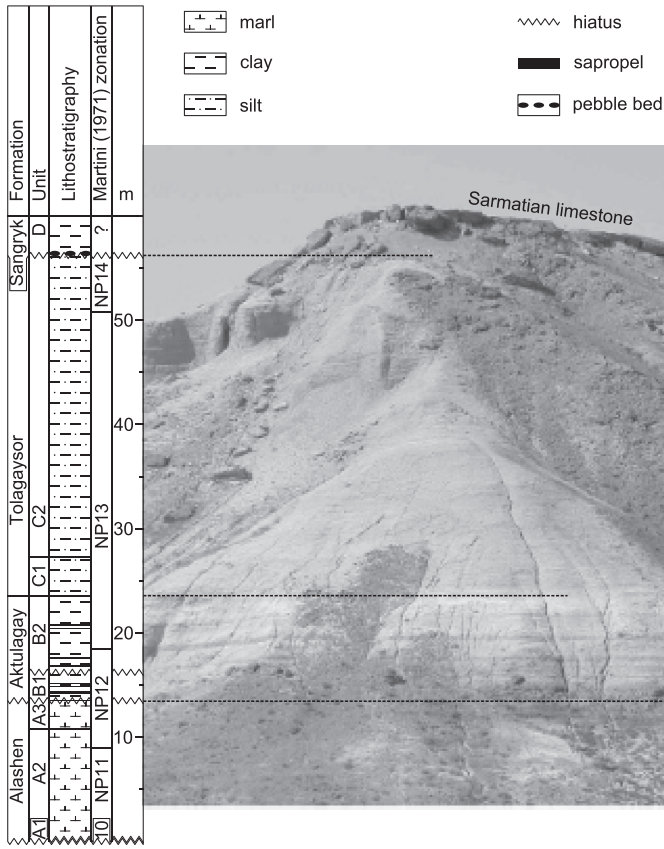 marl
clay
silt
hiatus
sapropel
pebble bed
Formation
Unit
Lithostratigraphy
Martini (1971) zonation
m
Sarmatian limestone
Sangryk
Tolagaysor
Aktulagay
Alashen
D
C2
C1
B2
B1
A3
A2
A1
?
NP14
NP13
NP12
NP11
10
50
40
30
20
10